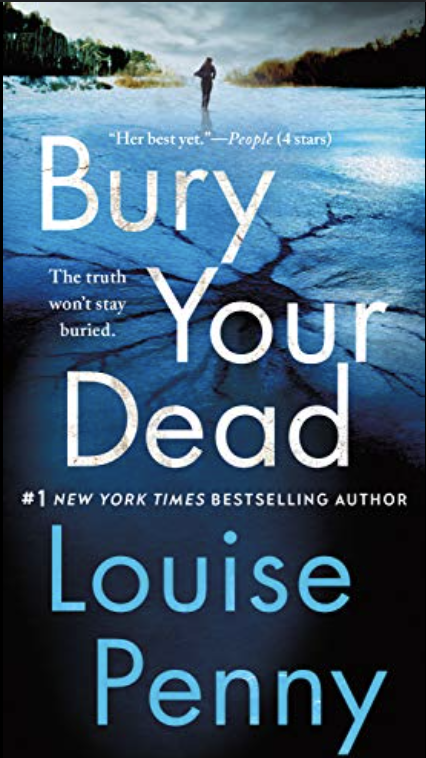 "Her best yet."—People (4 stars)
Bury
The truth
won't stay
buried.
Your
Dead
#1 NEW YORK TIMES BESTSELLING AUTHOR
Louise
Penny